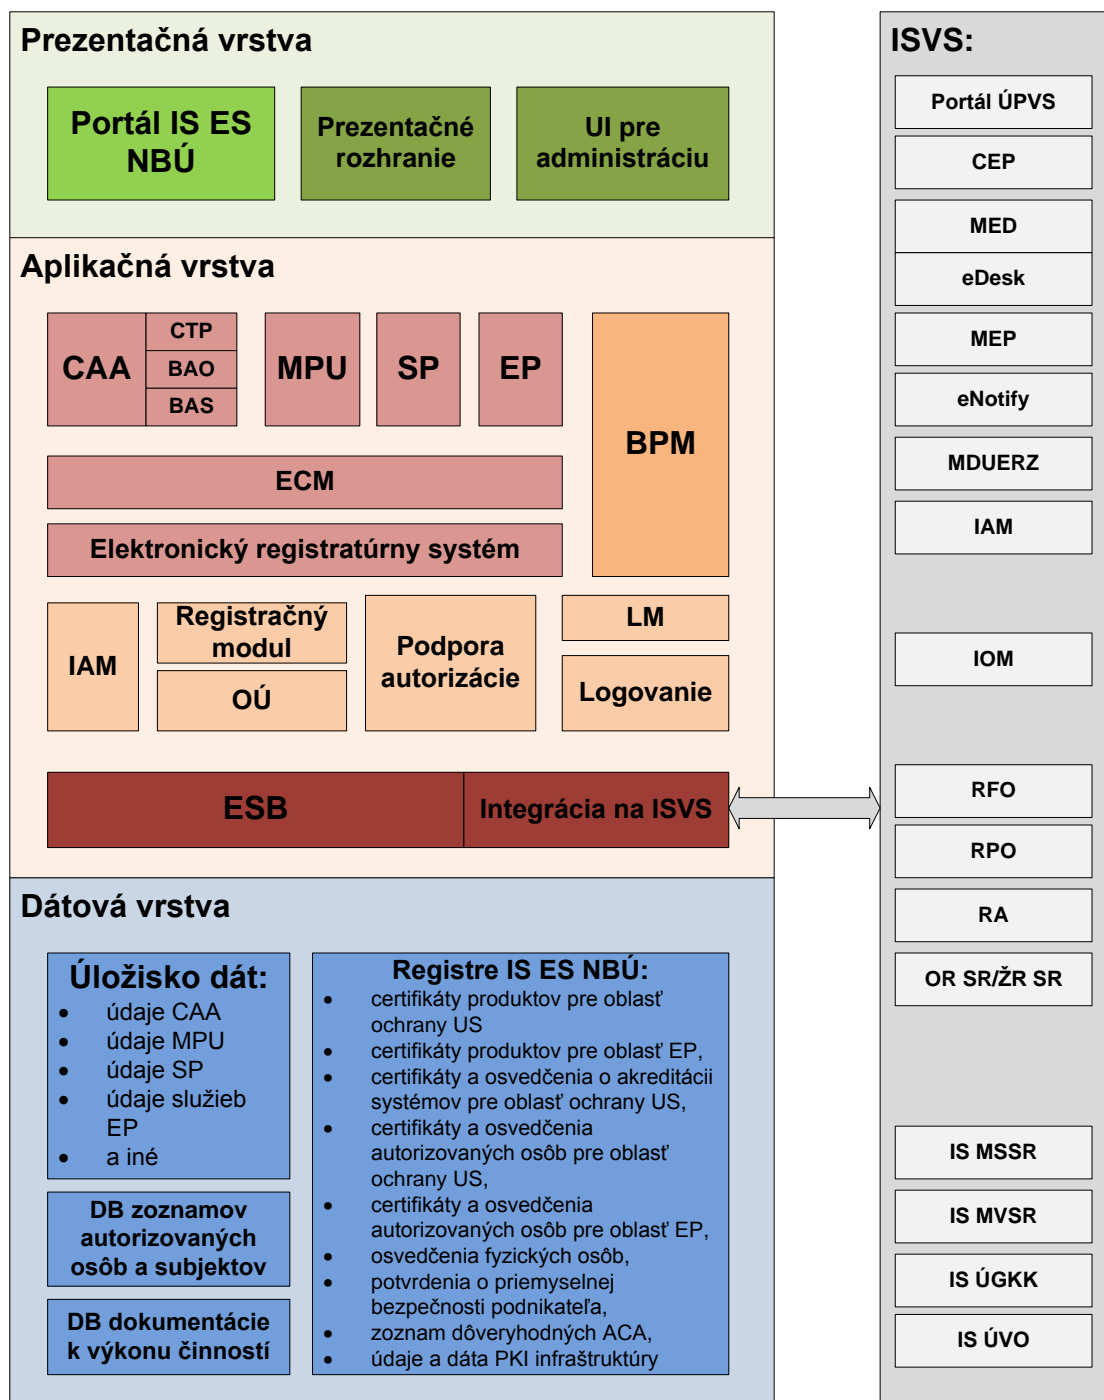 Prezentačná vrstva
Portál IS ES
NBÚ
Prezentačné
rozhranie
UI pre
administráciu
Aplikačná vrstva
CAA
CTP
BAO
BAS
MPU
SP
EP
BPM
ECM
Elektronický registratúrny systém
IAM
Registračný
modul
OÚ
Podpora
autorizácie
LM
Logovanie
ESB
Integrácia na ISVS
Dátová vrstva
Úložisko dát:
• údaje CAA
• údaje MPU
• údaje SP
• údaje služieb
EP
• a iné
DB zoznamov
autorizovaných
osôb a subjektov
DB dokumentácie
k výkonu činností
Registre IS ES NBÚ:
• certifikáty produktov pre oblasť
ochrany US
• certifikáty produktov pre oblasť EP,
• certifikáty a osvedčenia o akreditácii
systémov pre oblasť ochrany US,
• certifikáty a osvedčenia
autorizovaných osôb pre oblasť
ochrany US,
• certifikáty a osvedčenia
autorizovaných osôb pre oblasť EP,
• osvedčenia fyzických osôb,
• potvrdenia o priemyselnej
bezpečnosti podnikateľa,
• zoznam dôveryhodných ACA,
• údaje a dáta PKI infraštruktúry
ISVS:
Portál ÚPVS
CEP
MED
eDesk
MEP
eNotify
MDUERZ
IAM
IOM
RFO
RPO
RA
OR SR/ŽR SR
IS MSSR
IS MVSR
IS ÚGKK
IS ÚVO